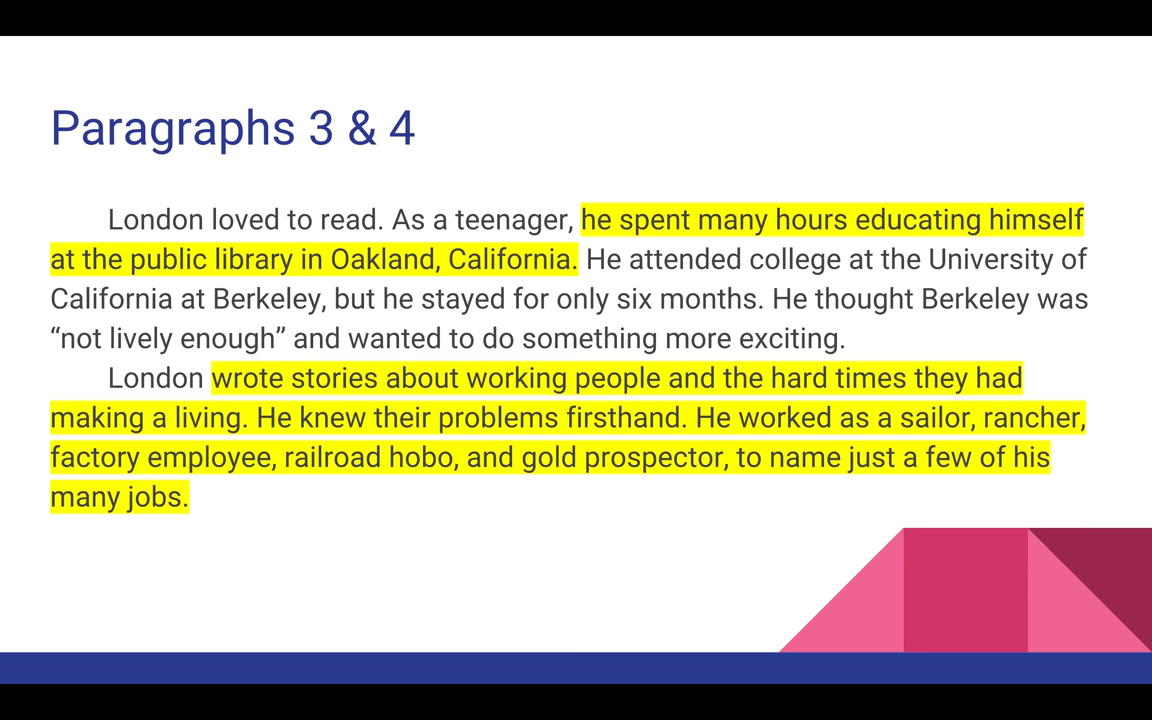 Paragraphs 3 & 4
London loved to read. As a teenager, he spent many hours educating himself
at the public library in Oakland, California. He attended college at the University of
California at Berkeley, but he stayed for only six months. He thought Berkeley was
“not lively enough” and wanted to do something more exciting.
London wrote stories about working people and the hard times they had
making a living. He knew their problems firsthand. He worked as a sailor, rancher,
factory employee, railroad hobo, and gold prospector, to name just a few of his
many jobs.